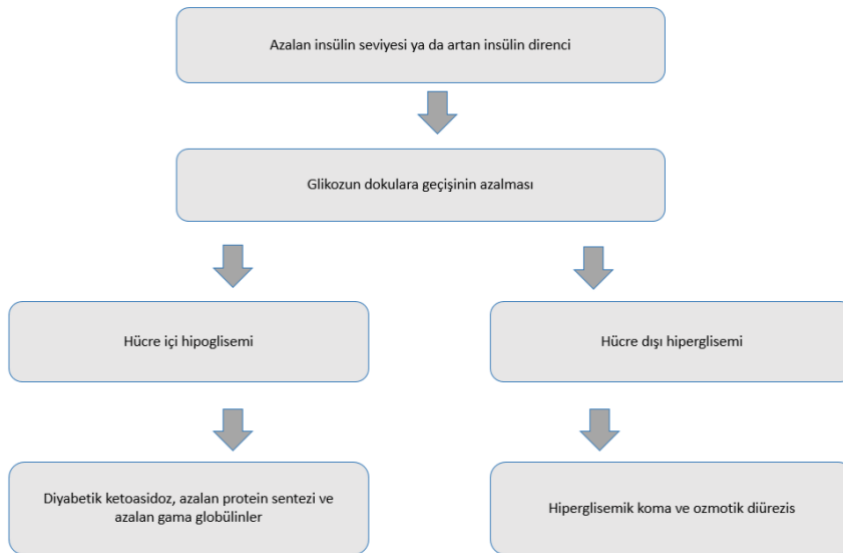 Azalan insülin seviyesi ya da artan insülin direnci
Glikozun dokulara geçişinin azalması
Hücre içi hipoglisemi
Hücre dışı hiperglisemi
Diyabetik ketoasidoz, azalan protein sentezi ve
azalan gama globülinler
Hiperglisemik koma ve ozmotik diürezis